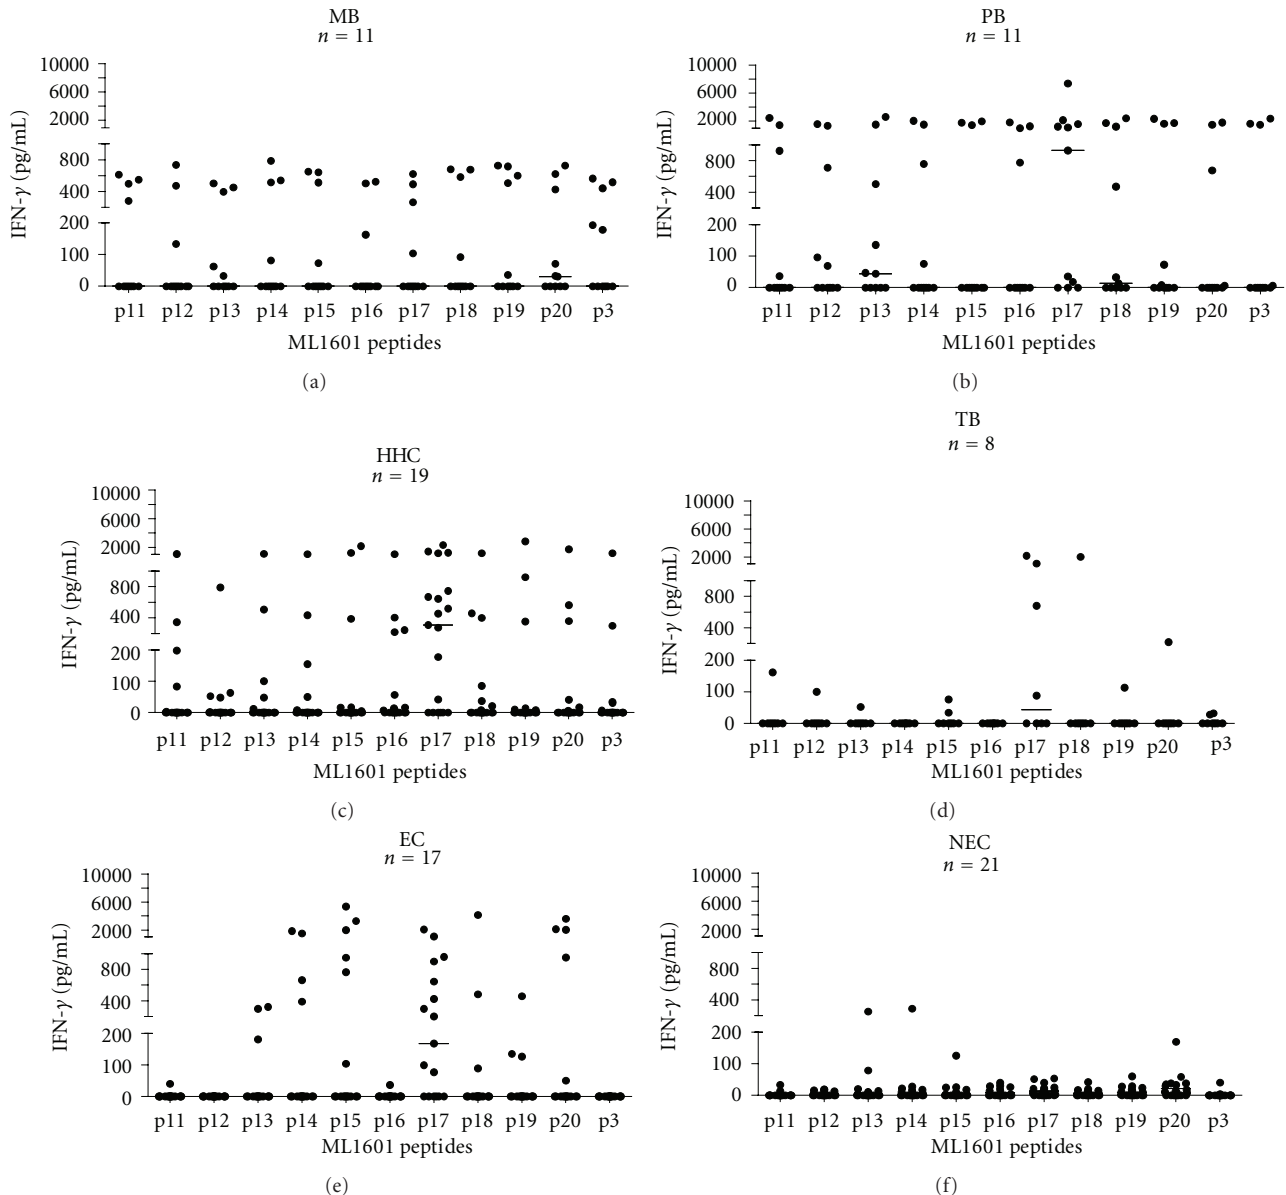 MB
n = 11
10000
6000
2000
800
400
200
100
0
IFN-γ (pg/mL)
p11 p12 p13 p14 p15 p16 p17 p18 p19 p20 p3
ML1601 peptides
(a)
PB
n = 11
10000
6000
2000
800
400
200
100
0
IFN-γ (pg/mL)
p11 p12 p13 p14 p15 p16 p17 p18 p19 p20 p3
ML1601 peptides
(b)
HHC
n = 19
10000
6000
2000
800
400
200
100
0
IFN-γ (pg/mL)
p11 p12 p13 p14 p15 p16 p17 p18 p19 p20 p3
ML1601 peptides
(c)
TB
n = 8
10000
6000
2000
800
400
200
100
0
IFN-γ (pg/mL)
p11 p12 p13 p14 p15 p16 p17 p18 p19 p20 p3
ML1601 peptides
(d)
EC
n = 17
10000
6000
2000
800
400
200
100
0
IFN-γ (pg/mL)
p11 p12 p13 p14 p15 p16 p17 p18 p19 p20 p3
ML1601 peptides
(e)
NEC
n = 21
10000
6000
2000
800
400
200
100
0
IFN-γ (pg/mL)
p11 p12 p13 p14 p15 p16 p17 p18 p19 p20 p3
ML1601 peptides
(f)